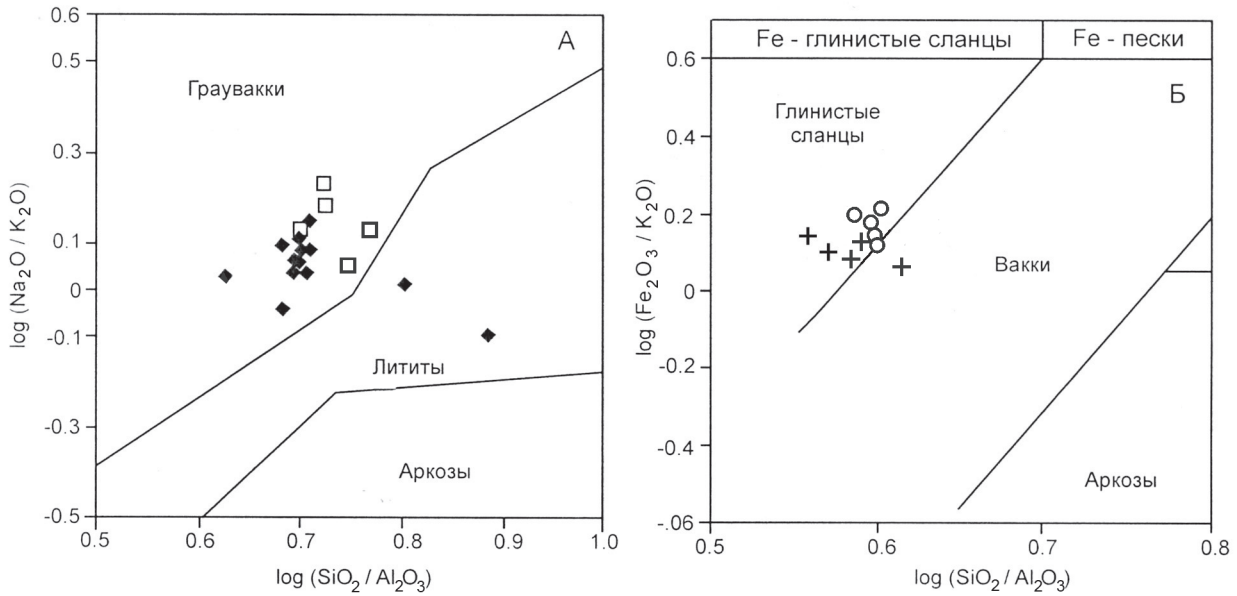 0.6
0.5
0.3
0.1
0
-0.1
-0.3
-0.5
log (Na2O / K2O)
А
Граувакки
Лититы
Аркозы
0.5
0.6
0.7
0.8
0.9
1.0
log (SiO2 / Al2O3)
Fe - глинистые сланцы
Fe - пески
0.6
0.4
0.2
0
-0.2
-0.4
-.06
log (Fe2O3 / K2O)
Б
Глинистые
сланцы
Вакки
Аркозы
0.5
0.6
0.7
0.8
log (SiO2 / Al2O3)